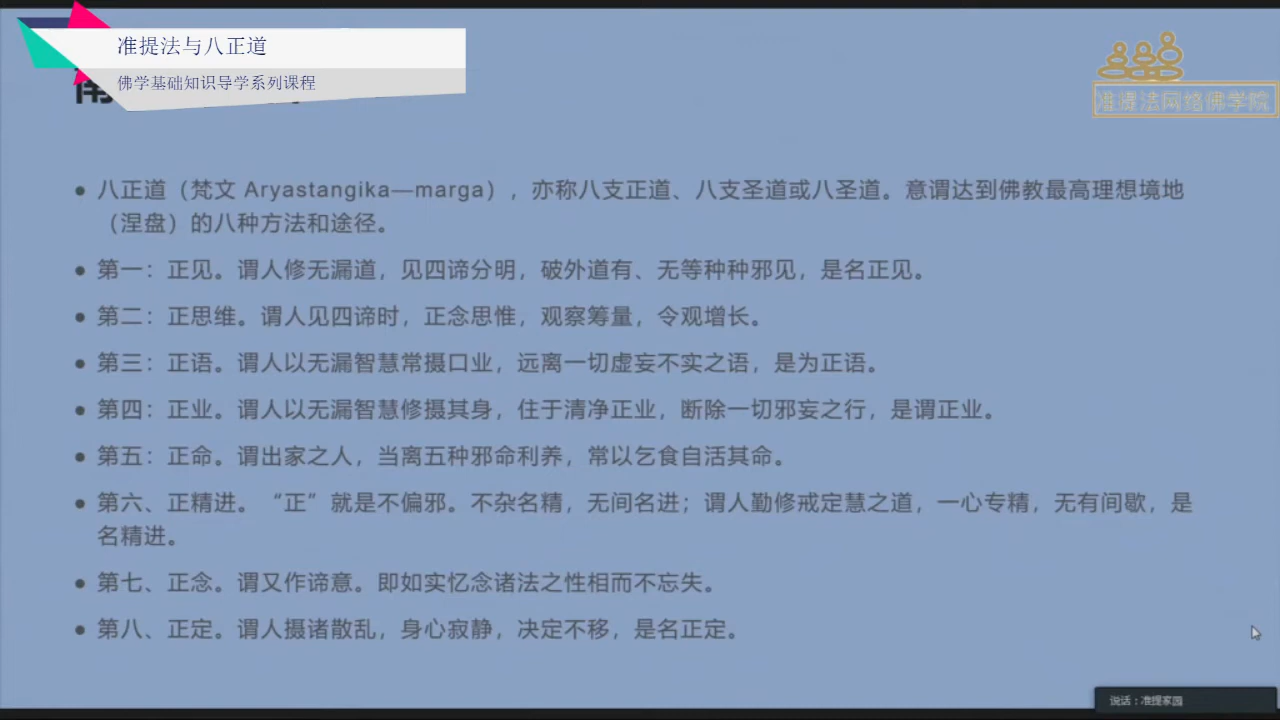 准提法与八正道
佛学基础知识导学系列课程
准提法网络佛学院
● 八正道（梵文 Aryastangika—marga），亦称八支正道、八支圣道或八圣道。意谓达到佛教最高理想境地
（涅盘）的八种方法和途径。
● 第一：正见。谓人修无漏道，见四谛分明，破外道有、无等种种邪见，是名正见。
● 第二：正思维。谓人见四谛时，正念思惟，观察筹量，令观增长。
● 第三：正语。谓人以无漏智慧常摄口业，远离一切虚妄不实之语，是为正语。
● 第四：正业。谓人以无漏智慧修摄其身，住于清净正业，断除一切邪妄之行，是谓正业。
● 第五：正命。谓出家之人，当离五种邪命利养，常以乞食自活其命。
● 第六、正精进。“正”就是不偏邪。不杂名精，无间名进；谓人勤修戒定慧之道，一心专精，无有间歇，是
名精进。
● 第七、正念。谓又作谛意。即如实忆念诸法之性相而不忘失。
● 第八、正定。谓人摄诸散乱，身心寂静，决定不移，是名正定。
说话：准提家园